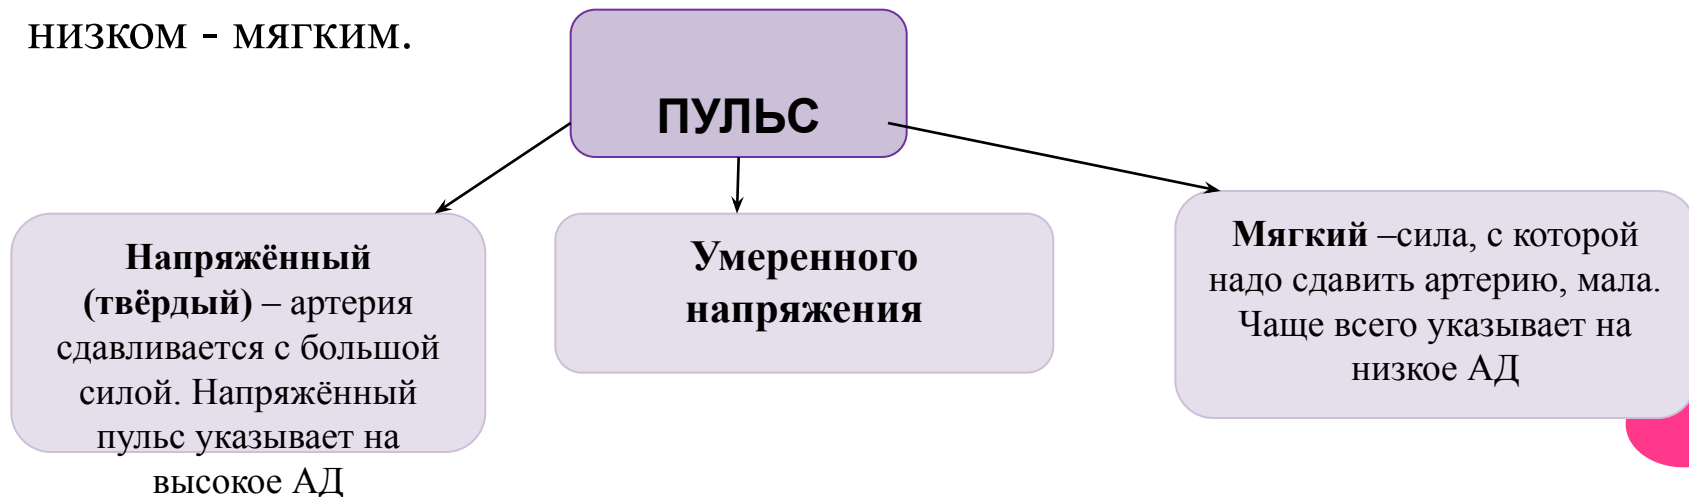 низком - мягким.
ПУЛЬС
Напряжённый
(твёрдый) – артерия
сдавливается с большой
силой. Напряжённый
пульс указывает на
высокое АД
Умеренного
напряжения
Мягкий –сила, с которой
надо сдавить артерию, мала.
Чаще всего указывает на
низкое АД